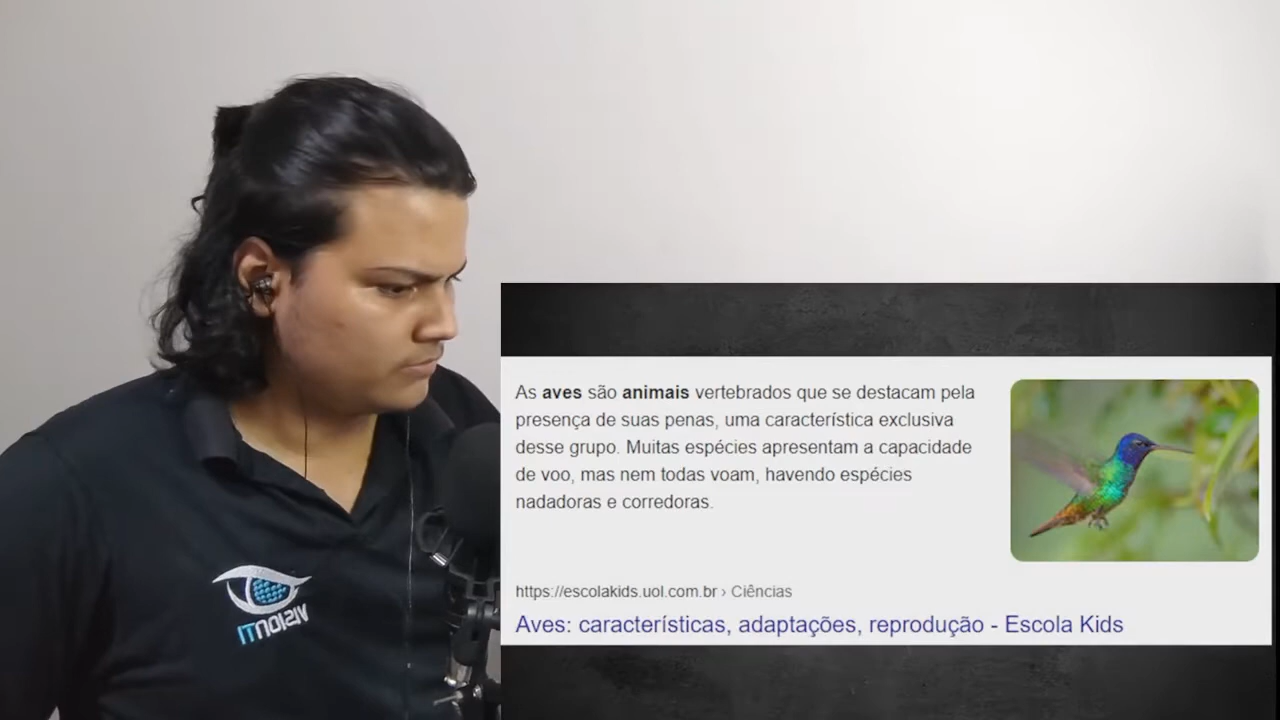 As aves são animais vertebrados que se destacam pela
presença de suas penas, uma característica exclusiva
desse grupo. Muitas espécies apresentam a capacidade
de voo, mas nem todas voam, havendo espécies
nadadoras e corredoras.
https://escolakids.uol.com.br › Ciências
Aves: características, adaptações, reprodução - Escola Kids
VISIONTI